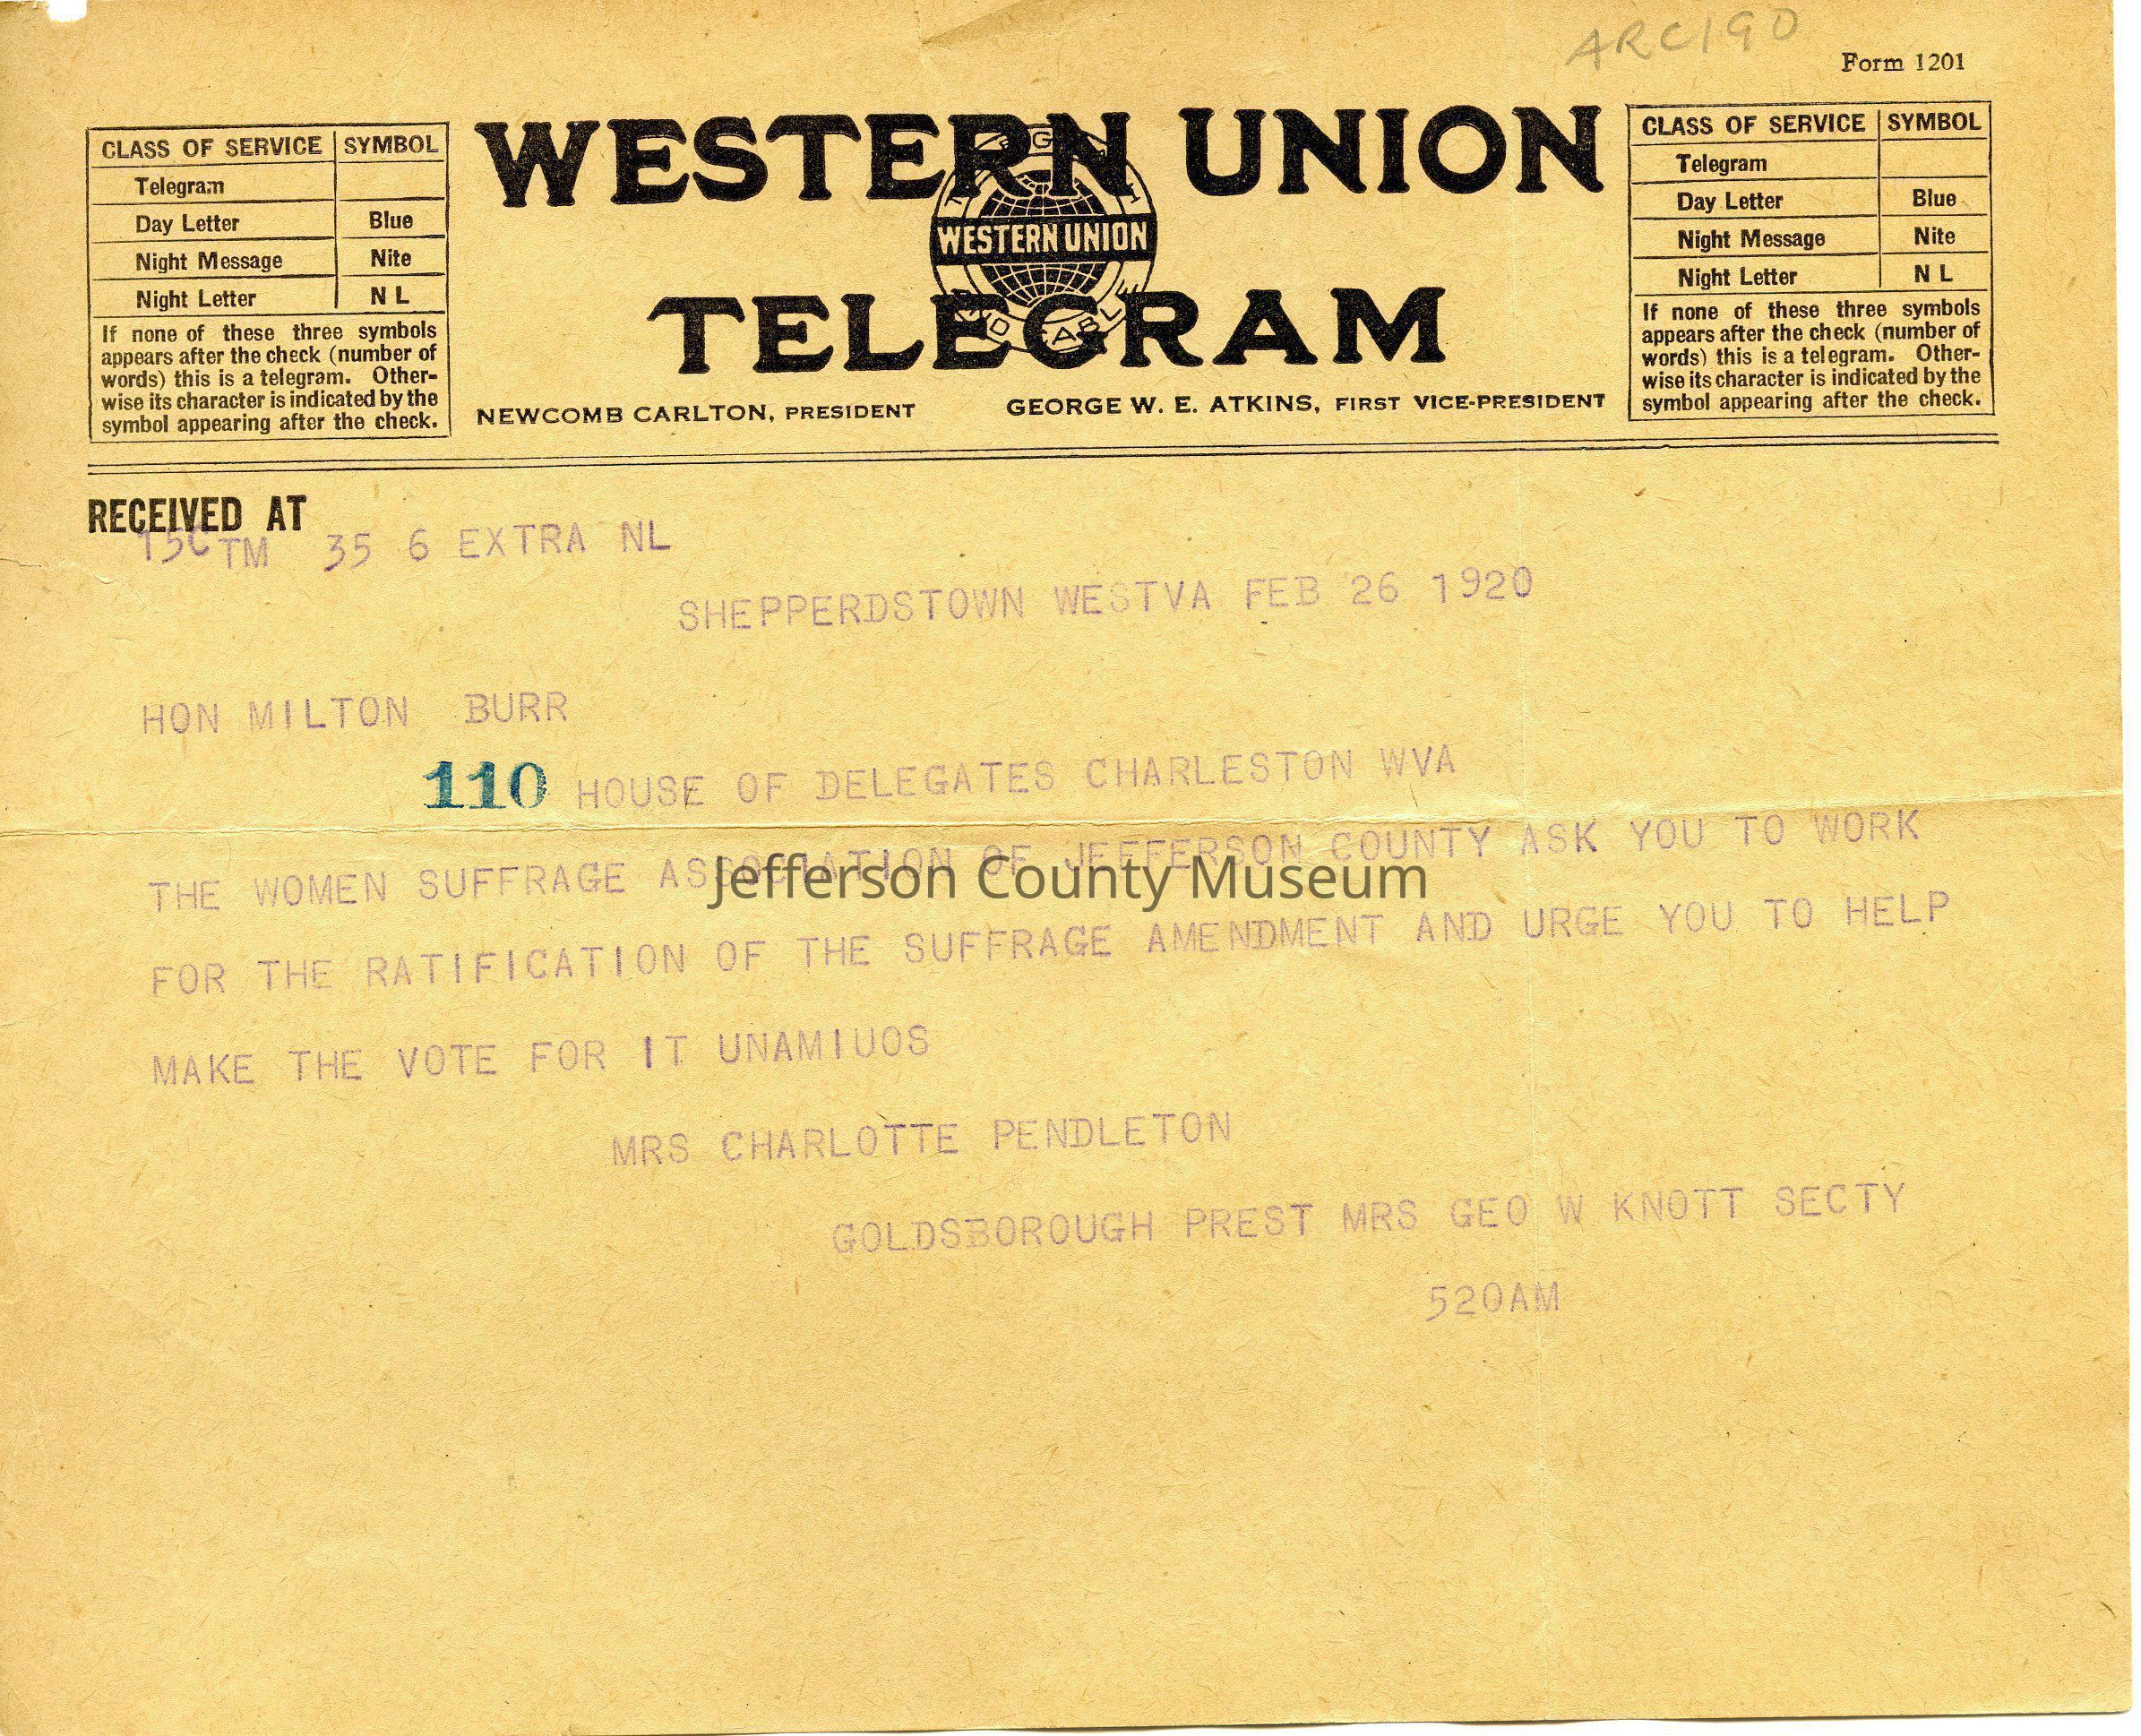 ARC190
Form 1201
CLASS OF SERVICE SYMBOL
Telegram
Day Letter Blue
Night Message Nite
Night Letter N L
If none of these three symbols
appears after the check (number of
words) this is a telegram. Other-
wise its character is indicated by the
symbol appearing after the check.
WESTERN UNION
WESTERN UNION
TELEGRAM
NEWCOMB CARLTON, PRESIDENT GEORGE W. E. ATKINS, FIRST VICE-PRESIDENT
CLASS OF SERVICE SYMBOL
Telegram
Day Letter Blue
Night Message Nite
Night Letter N L
If none of these three symbols
appears after the check (number of
words) this is a telegram. Other-
wise its character is indicated by the
symbol appearing after the check.
RECEIVED AT
15C TM 35 6 EXTRA NL
SHEPPERDSTOWN WESTVA FEB 26 1920
HON MILTON BURR
110 HOUSE OF DELEGATES CHARLESTON WVA
THE WOMEN SUFFRAGE ASSOCIATION OF JEFFERSON COUNTY ASK YOU TO WORK
Jefferson County Museum
FOR THE RATIFICATION OF THE SUFFRAGE AMENDMENT AND URGE YOU TO HELP
MAKE THE VOTE FOR IT UNAMIUOS
MRS CHARLOTTE PENDLETON
GOLDSBOROUGH PREST MRS GEO W KNOTT SECTY
520AM